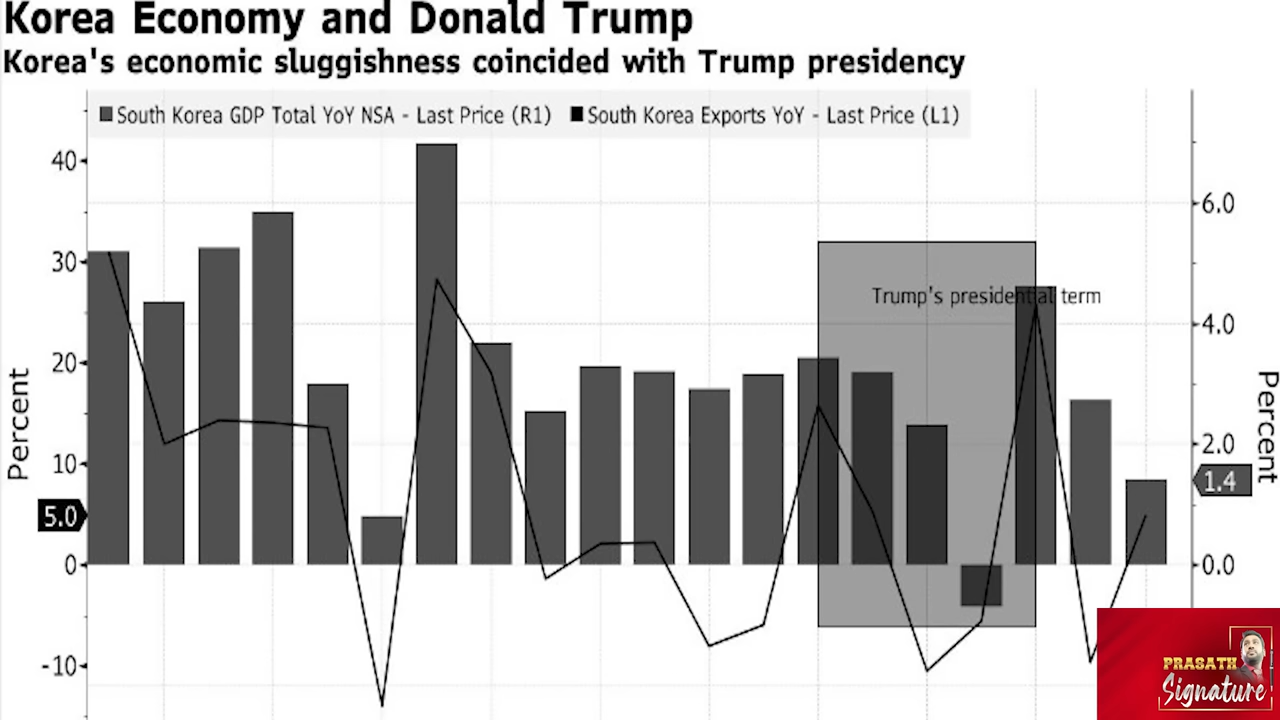 Korea Economy and Donald Trump
Korea's economic sluggishness coincided with Trump presidency
South Korea GDP Total YoY NSA - Last Price (R1) South Korea Exports YoY - Last Price (L1)
40
30
20
10
5.0
0
-10
Percent
Trump's presidential term
6.0
4.0
2.0
1.4
0.0
Percent
PRASATH
Signature